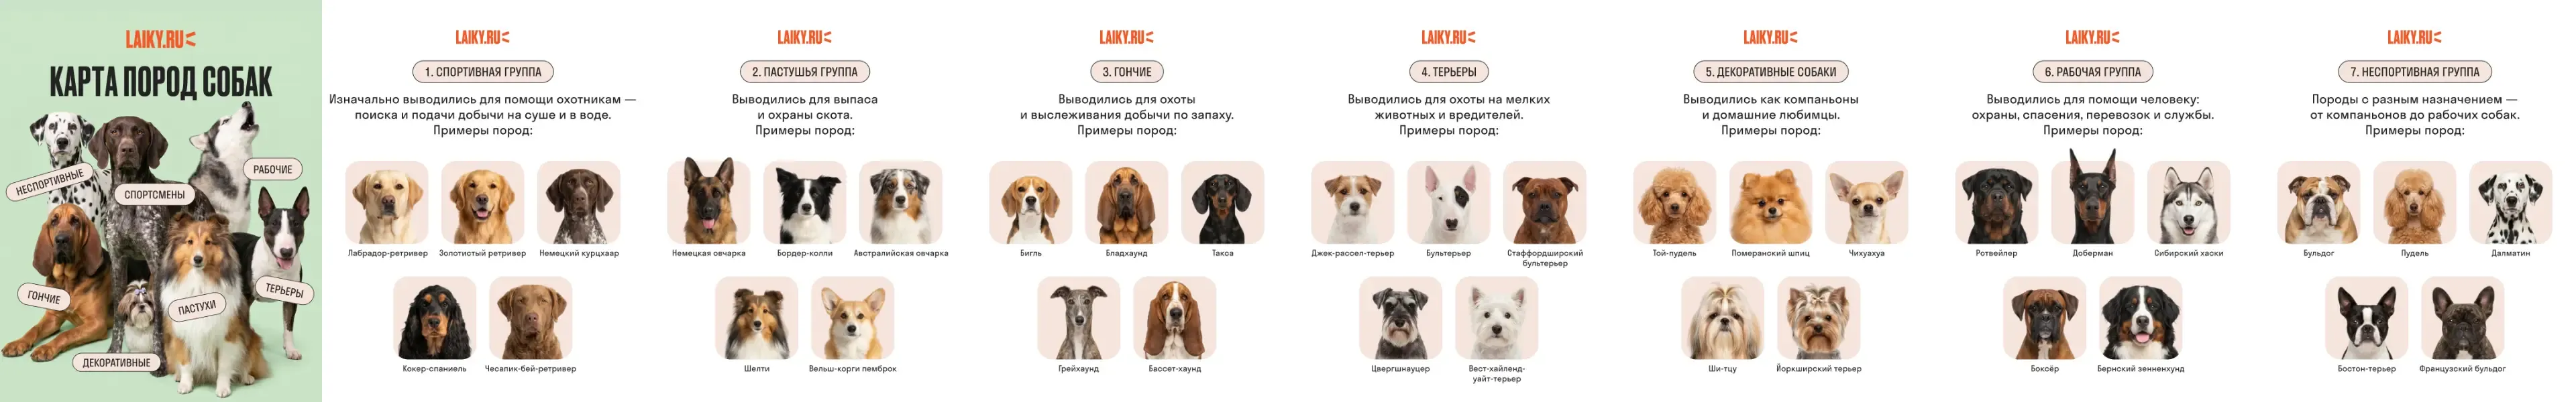 LAIKY.RU
КАРТА ПОРОД СОБАК
НЕСПОРТИВНЫЕ
СПОРТСМЕНЫ
РАБОЧИЕ
ГОНЧИЕ
ПАСТУХИ
ТЕРЬЕРЫ
ДЕКОРАТИВНЫЕ
LAIKY.RU
1. СПОРТИВНАЯ ГРУППА
Изначально выводились для помощи охотникам —
поиска и подачи добычи на суше и в воде.
Примеры пород:
Лабрадор-ретривер
Золотистый ретривер
Немецкий курцхаар
Кокер-спаниель
Чесапик-бей-ретривер
LAIKY.RU
2. ПАСТУШЬЯ ГРУППА
Выводились для выпаса
и охраны скота.
Примеры пород:
Немецкая овчарка
Бордер-колли
Австралийская овчарка
Шелти
Вельш-корги пемброк
LAIKY.RU
3. ГОНЧИЕ
Выводились для охоты
и выслеживания добычи по запаху.
Примеры пород:
Бигль
Бладхаунд
Такса
Грейхаунд
Бассет-хаунд
LAIKY.RU
4. ТЕРЬЕРЫ
Выводились для охоты на мелких
животных и вредителей.
Примеры пород:
Джек-рассел-терьер
Бультерьер
Стаффордширский
бультерьер
Цвергшнауцер
Вест-хайленд-
уайт-терьер
LAIKY.RU
5. ДЕКОРАТИВНЫЕ СОБАКИ
Выводились как компаньоны
и домашние любимцы.
Примеры пород:
Той-пудель
Померанский шпиц
Чихуахуа
Ши-тцу
Йоркширский терьер
LAIKY.RU
6. РАБОЧАЯ ГРУППА
Выводились для помощи человеку:
охраны, спасения, перевозок и службы.
Примеры пород:
Ротвейлер
Доберман
Сибирский хаски
Боксёр
Бернский зенненхунд
LAIKY.RU
7. НЕСПОРТИВНАЯ ГРУППА
Породы с разным назначением —
от компаньонов до рабочих собак.
Примеры пород:
Бульдог
Пудель
Далматин
Бостон-терьер
Французский бульдог